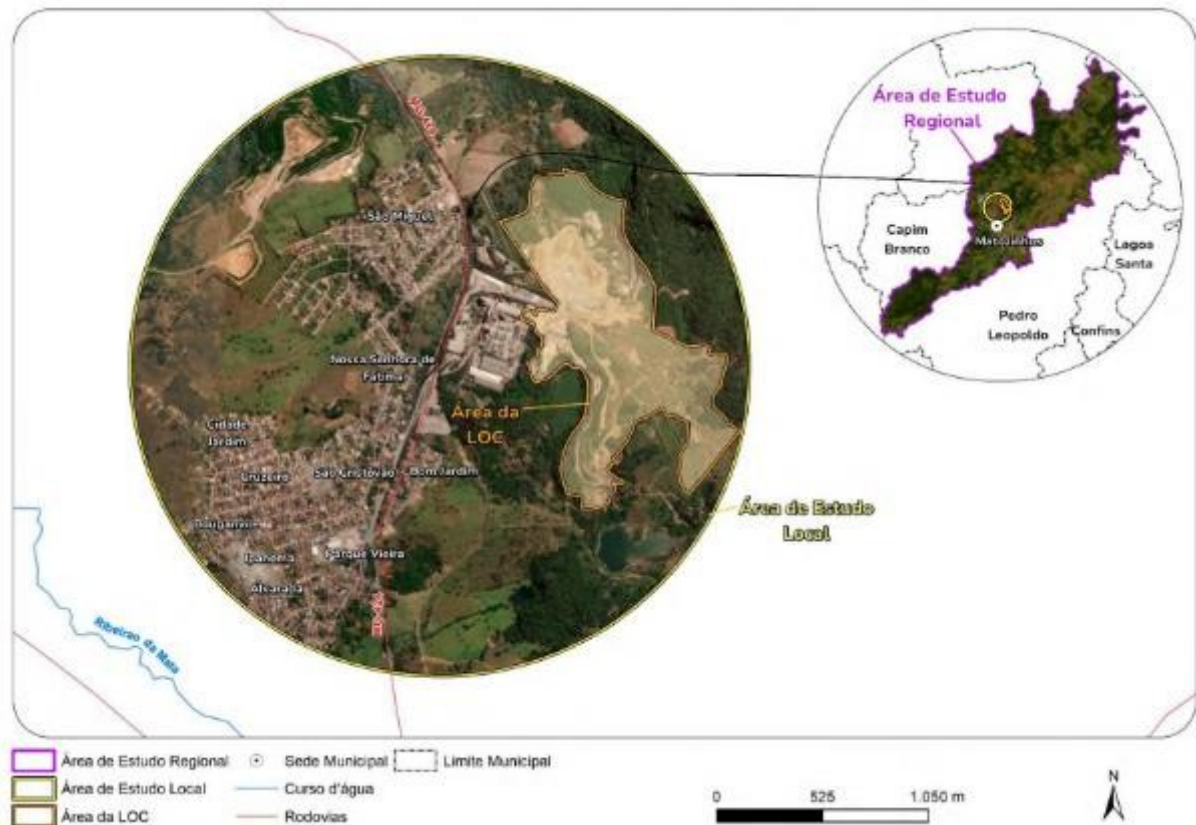 Área de Estudo
Regional
Capim
Branco
Matozinhos
Lagoa
Santa
Pedro
Leopoldo
Confins
São Miguel
Nossa Senhora de
Fátima
Área da
LOC
Cidade
Jardim
Cruzeiro
São Cristovão
Bom Jardim
Área de Estudo
Local
Parque Vieira
Ipanema
Ribeirão da Mata
Área de Estudo Regional
Sede Municipal
Limite Municipal
Área de Estudo Local
Curso d'água
Área da LOC
Rodovias
0
525
1.050 m
N